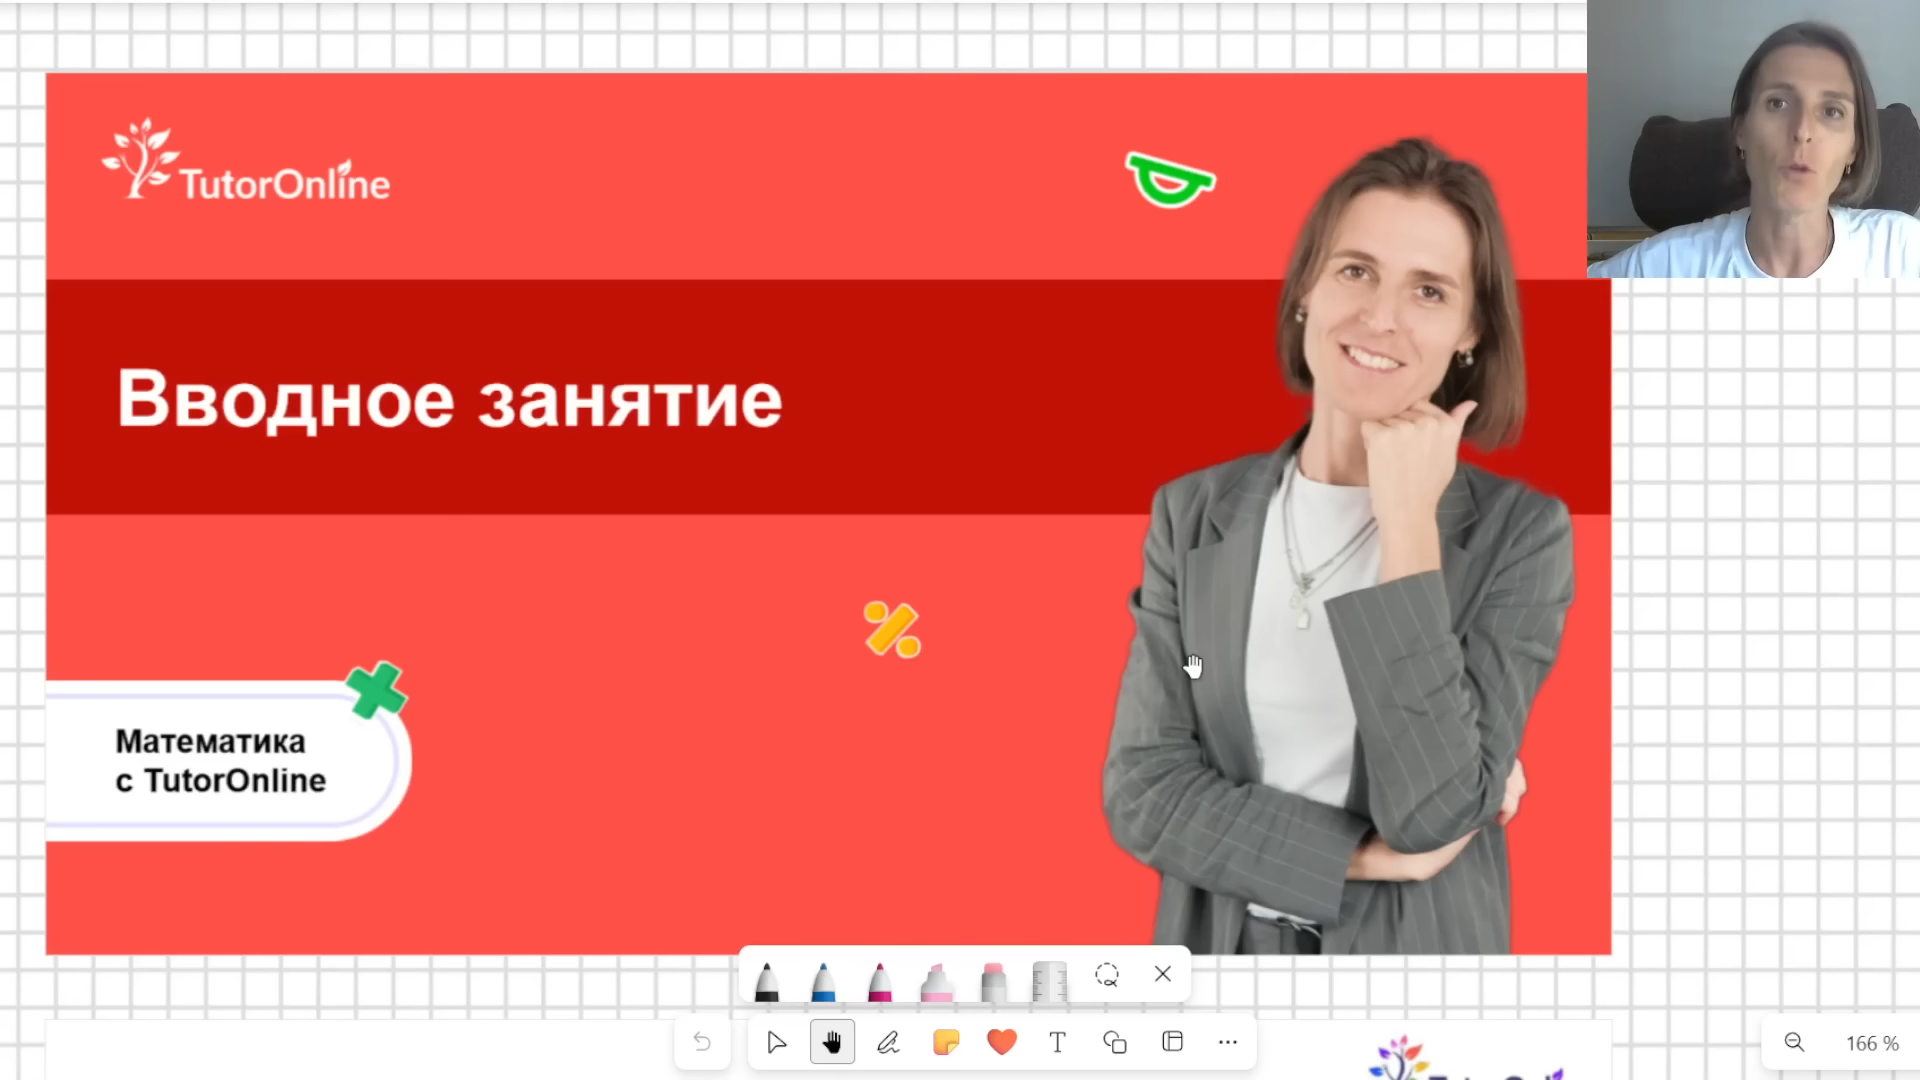 TutorOnline
Вводное занятие
Математика
с TutorOnline
166 %